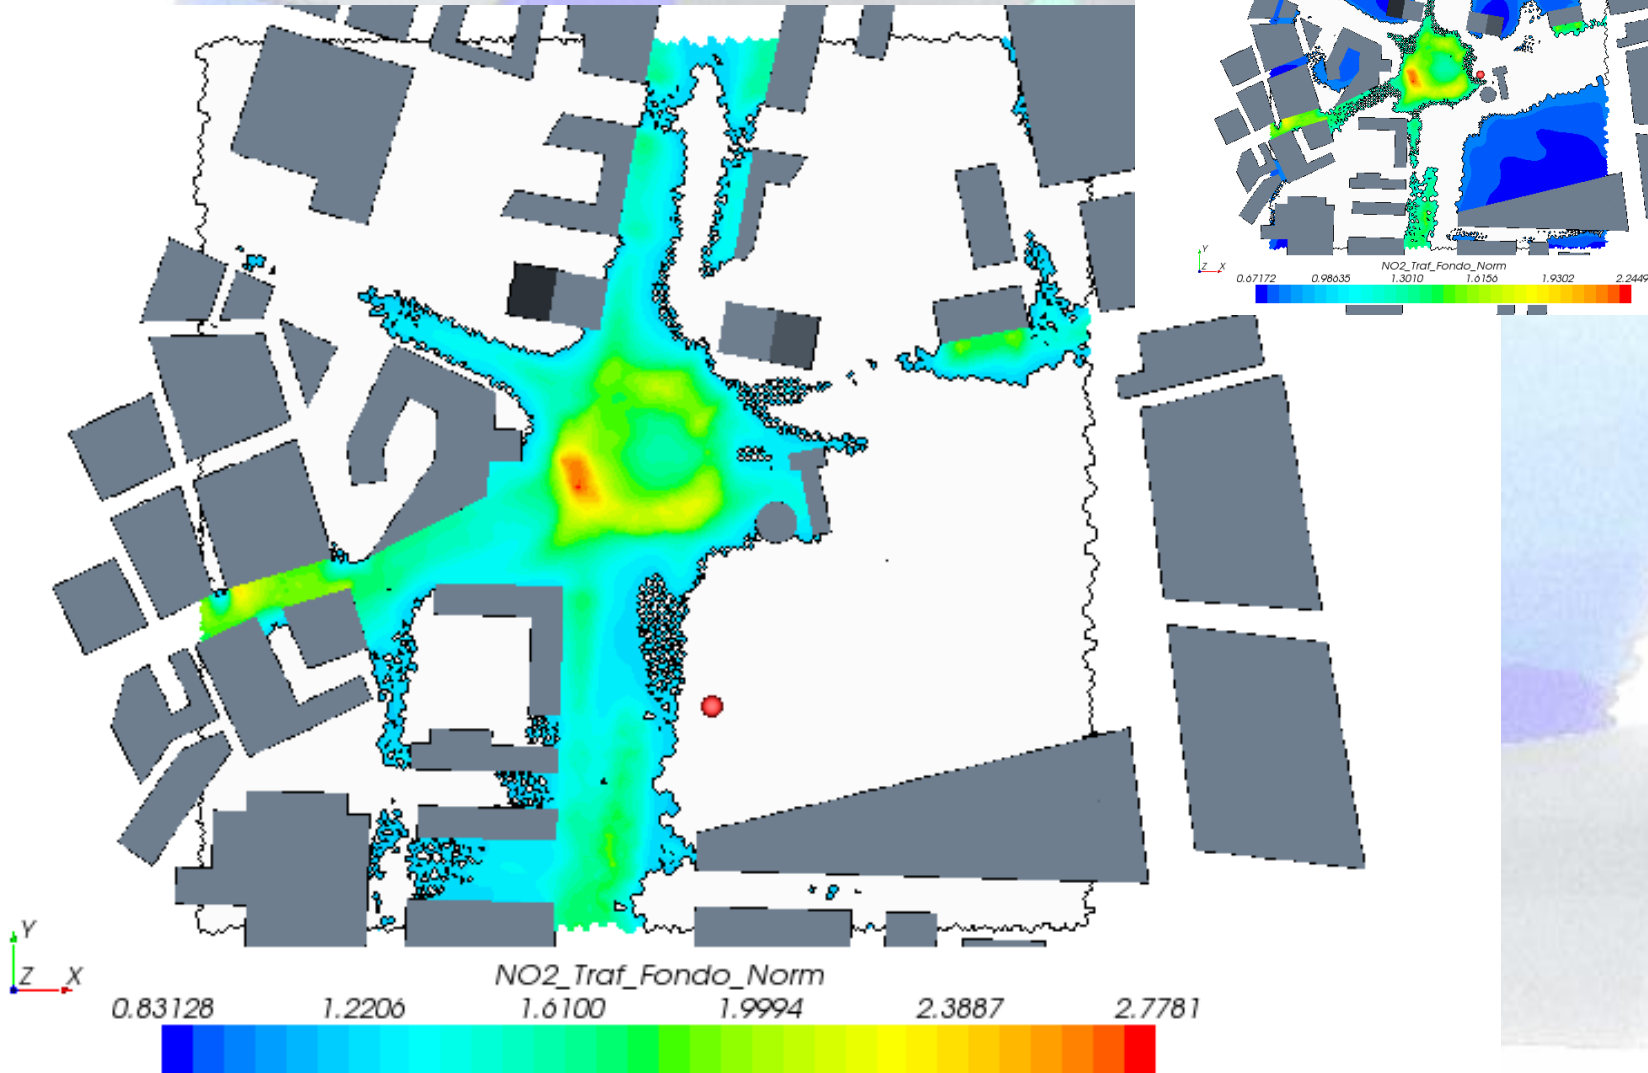 Y
Z X
NO2_Traf_Fondo_Norm
0.67172 0.98635 1.3010 1.6156 1.9302 2.2449
Y
Z X
NO2_Traf_Fondo_Norm
0.83128 1.2206 1.6100 1.9994 2.3887 2.7781